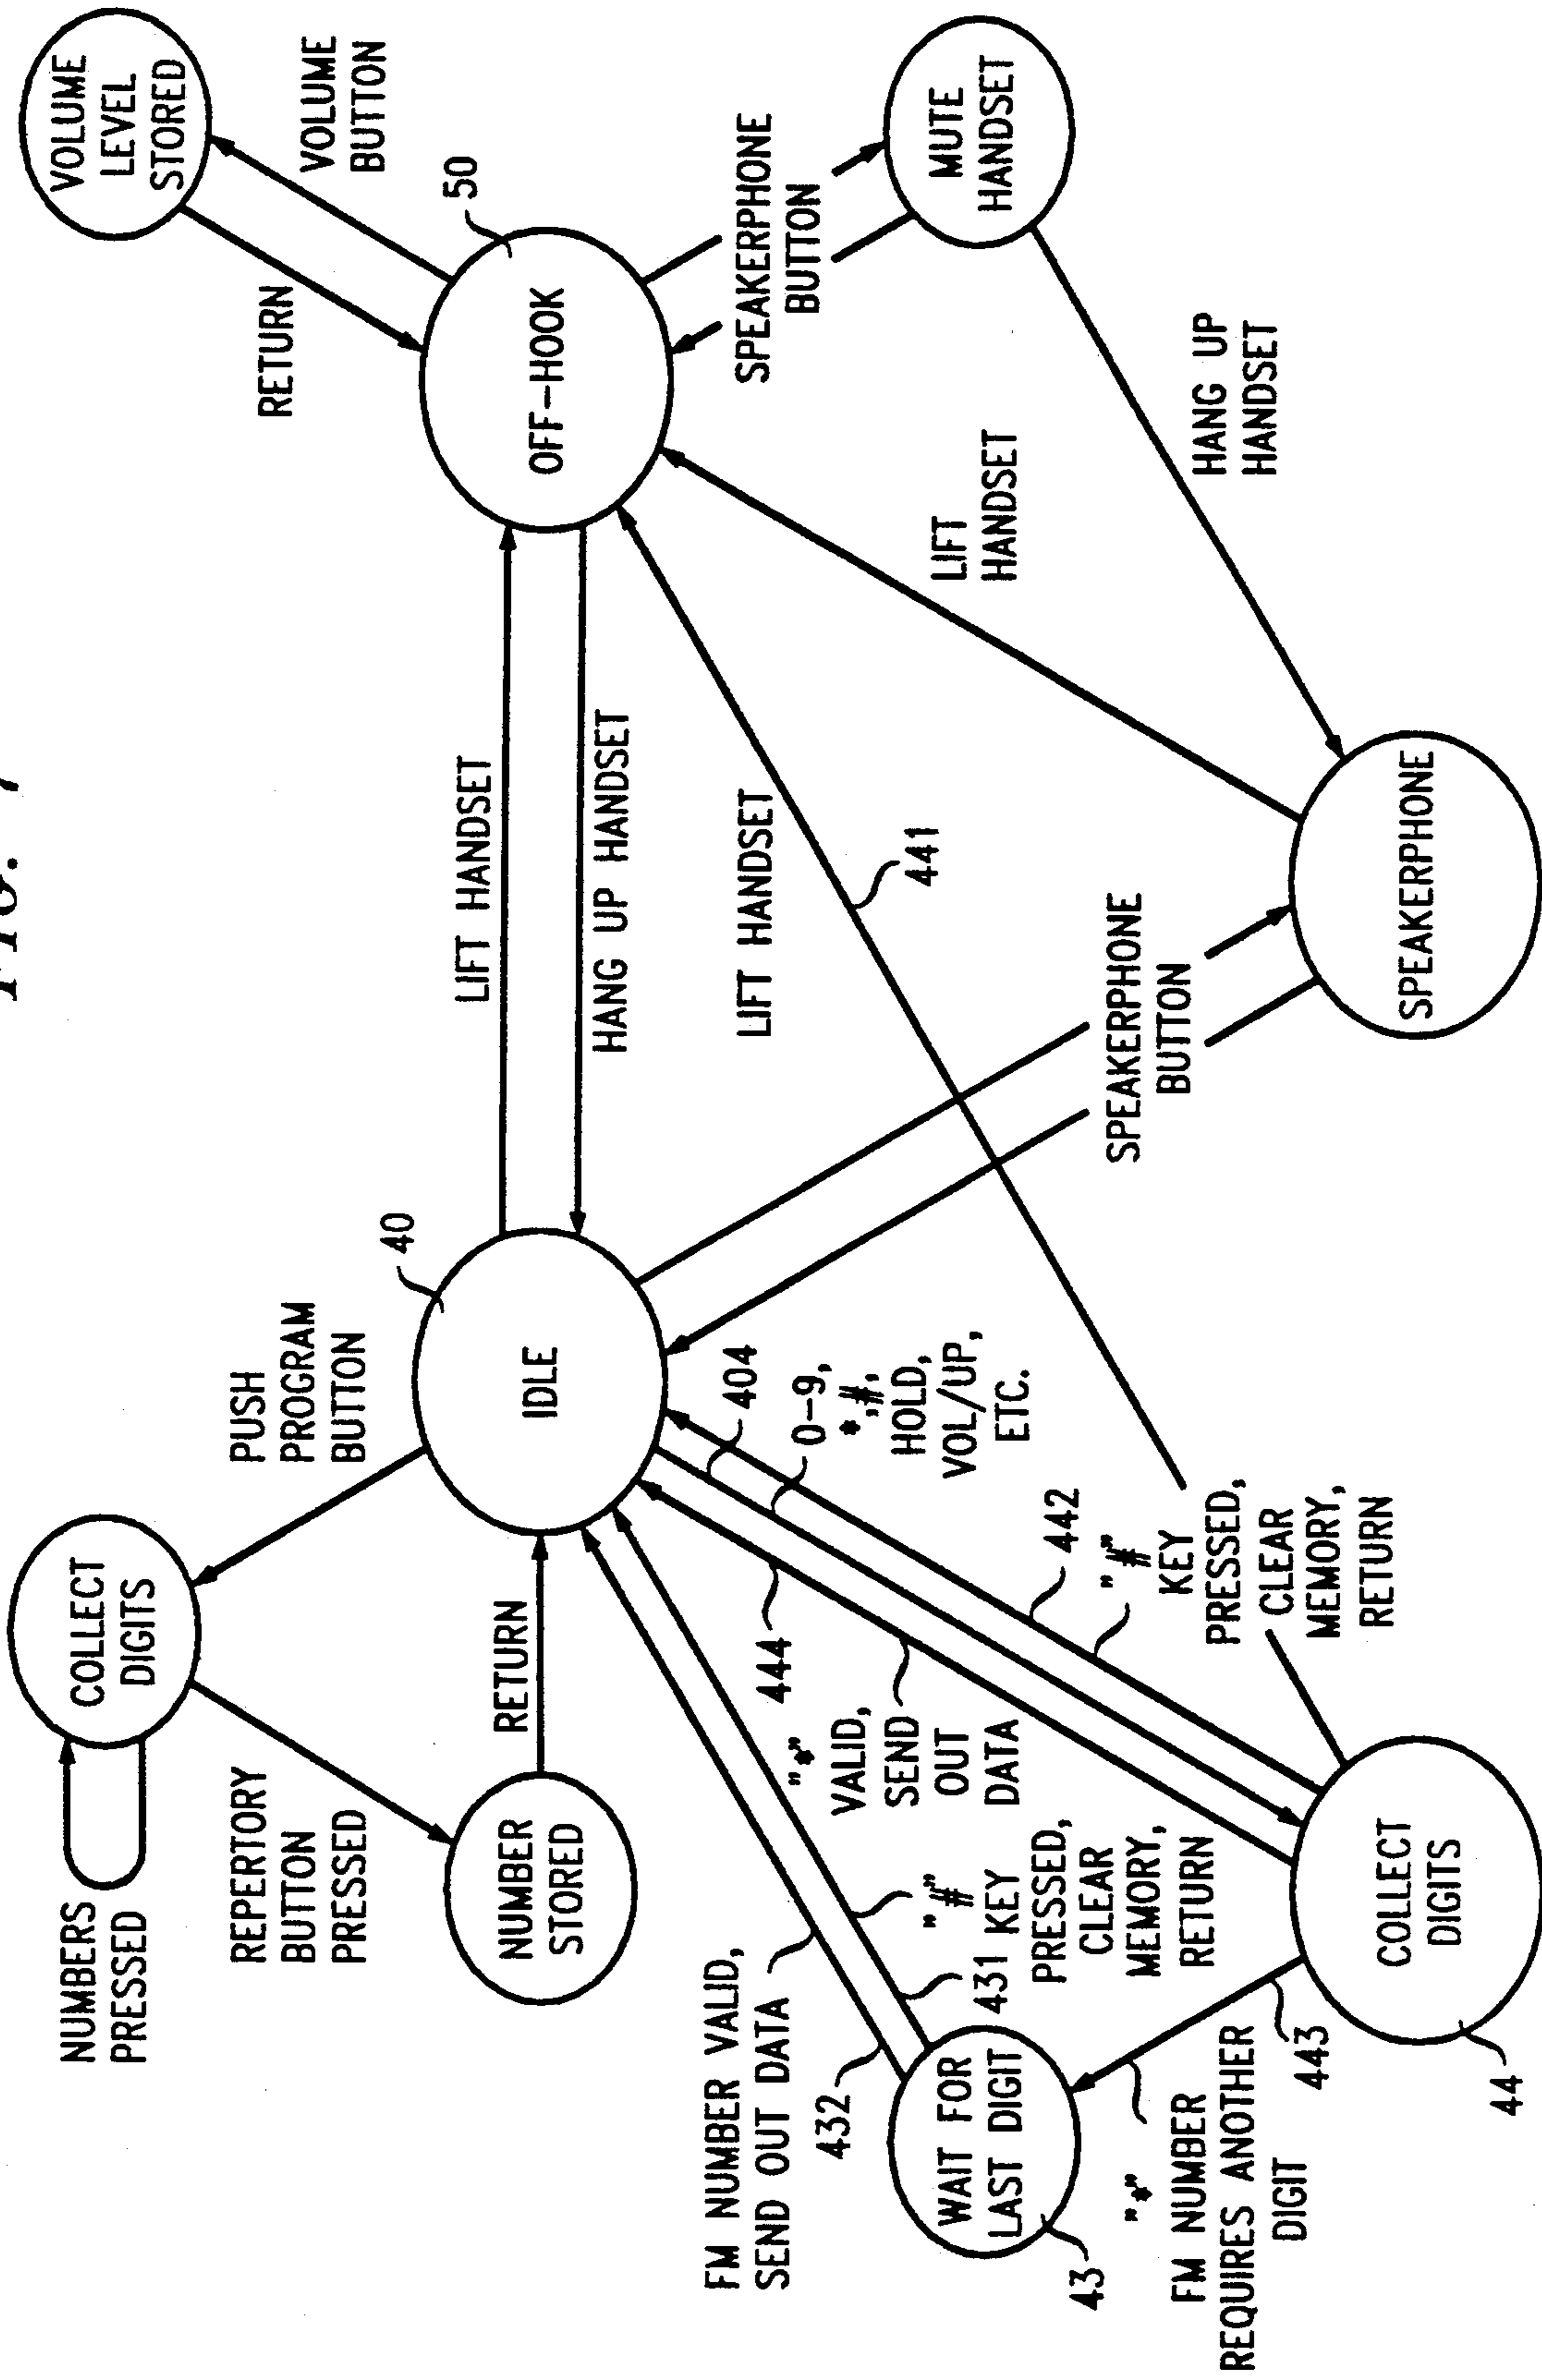 FIG. 7
NUMBERS
PRESSED
COLLECT
DIGITS
PUSH
PROGRAM
BUTTON
REPERTORY
BUTTON
PRESSED
NUMBER
STORED
RETURN
40
IDLE
LIFT HANDSET
HANG UP HANDSET
RETURN
VOLUME
LEVEL
STORED
VOLUME
BUTTON
50
OFF-HOOK
SPEAKERPHONE
BUTTON
MUTE
HANDSET
HANG UP
HANDSET
LIFT
HANDSET
LIFT HANDSET
441
SPEAKERPHONE
BUTTON
SPEAKERPHONE
404
0-9,
*,#,
HOLD,
VOL/UP,
ETC.
442
"#"
KEY
PRESSED,
CLEAR
MEMORY,
RETURN
444
"*"
VALID,
SEND
OUT
DATA
FM NUMBER VALID,
SEND OUT DATA
432
431
"#"
KEY
PRESSED,
CLEAR
MEMORY,
RETURN
WAIT FOR
LAST DIGIT
43
"*"
FM NUMBER
REQUIRES ANOTHER
DIGIT
443
COLLECT
DIGITS
44